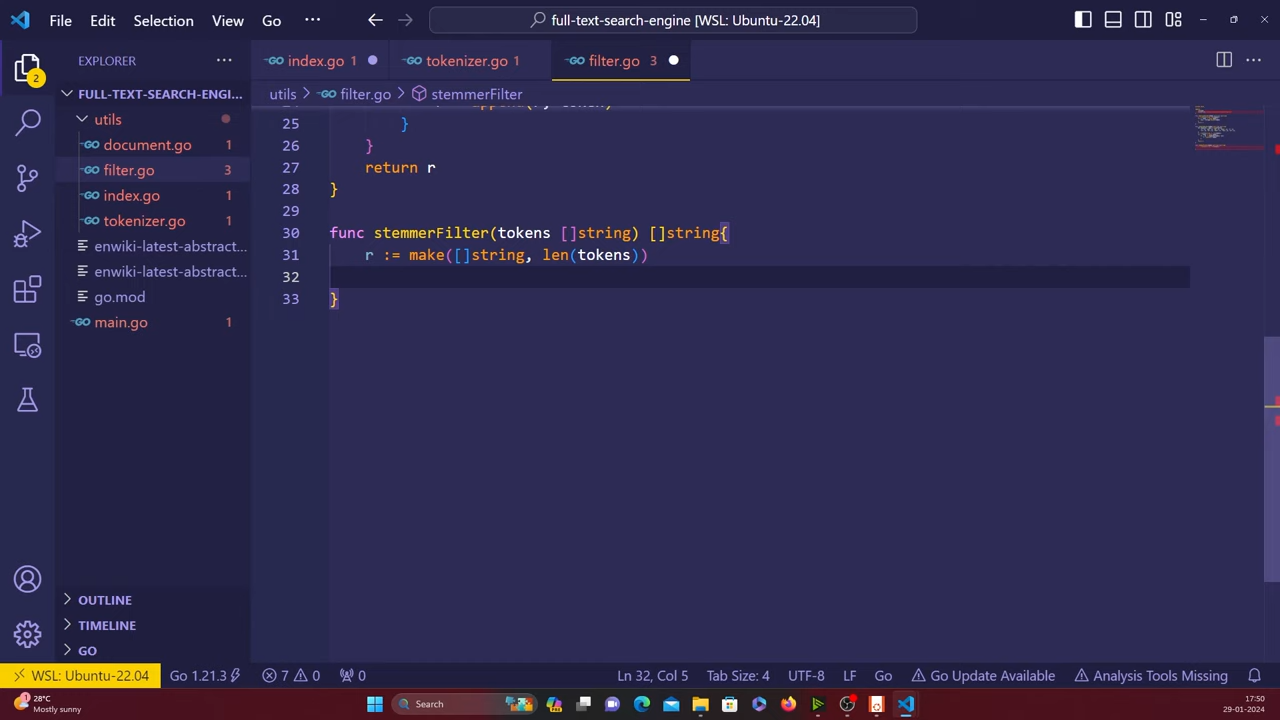 File Edit Selection View Go ··· full-text-search-engine [WSL: Ubuntu-22.04]
EXPLORER ···
index.go 1 tokenizer.go 1 filter.go 3
FULL-TEXT-SEARCH-ENGI...
utils > filter.go > stemmerFilter
2
utils
document.go 1
filter.go 3
index.go 1
tokenizer.go 1
enwiki-latest-abstract...
enwiki-latest-abstract...
go.mod
main.go 1
25 }
26 }
27 return r
28 }
29
30 func stemmerFilter(tokens []string) []string{
31 r := make([]string, len(tokens))
32
33 }
OUTLINE
TIMELINE
GO
WSL: Ubuntu-22.04 Go 1.21.3 7 0 0 Ln 32, Col 5 Tab Size: 4 UTF-8 LF Go Go Update Available Analysis Tools Missing
1
28°C
Mostly sunny
Search
17:50
29-01-2024